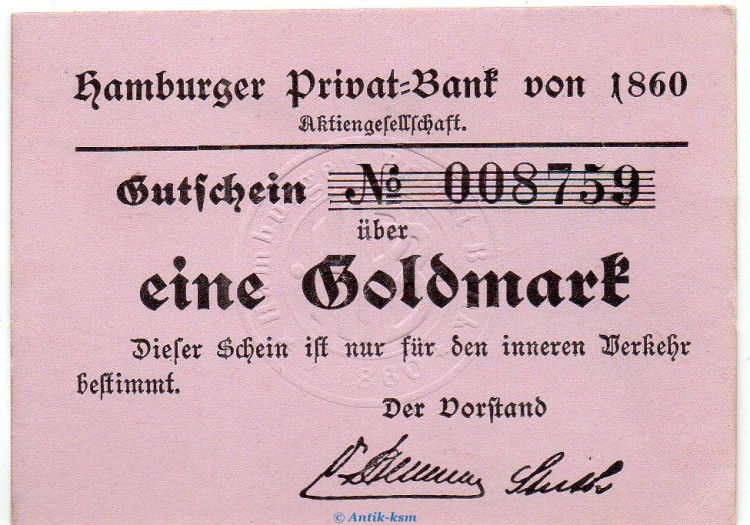 Hamburger Privat-Bank von 1860
Aktiengesellschaft.
Gutschein № 008759
über
eine Goldmark
Dieser Schein ist nur für den inneren Verkehr
bestimmt.
Der Vorstand
© Antik-ksm